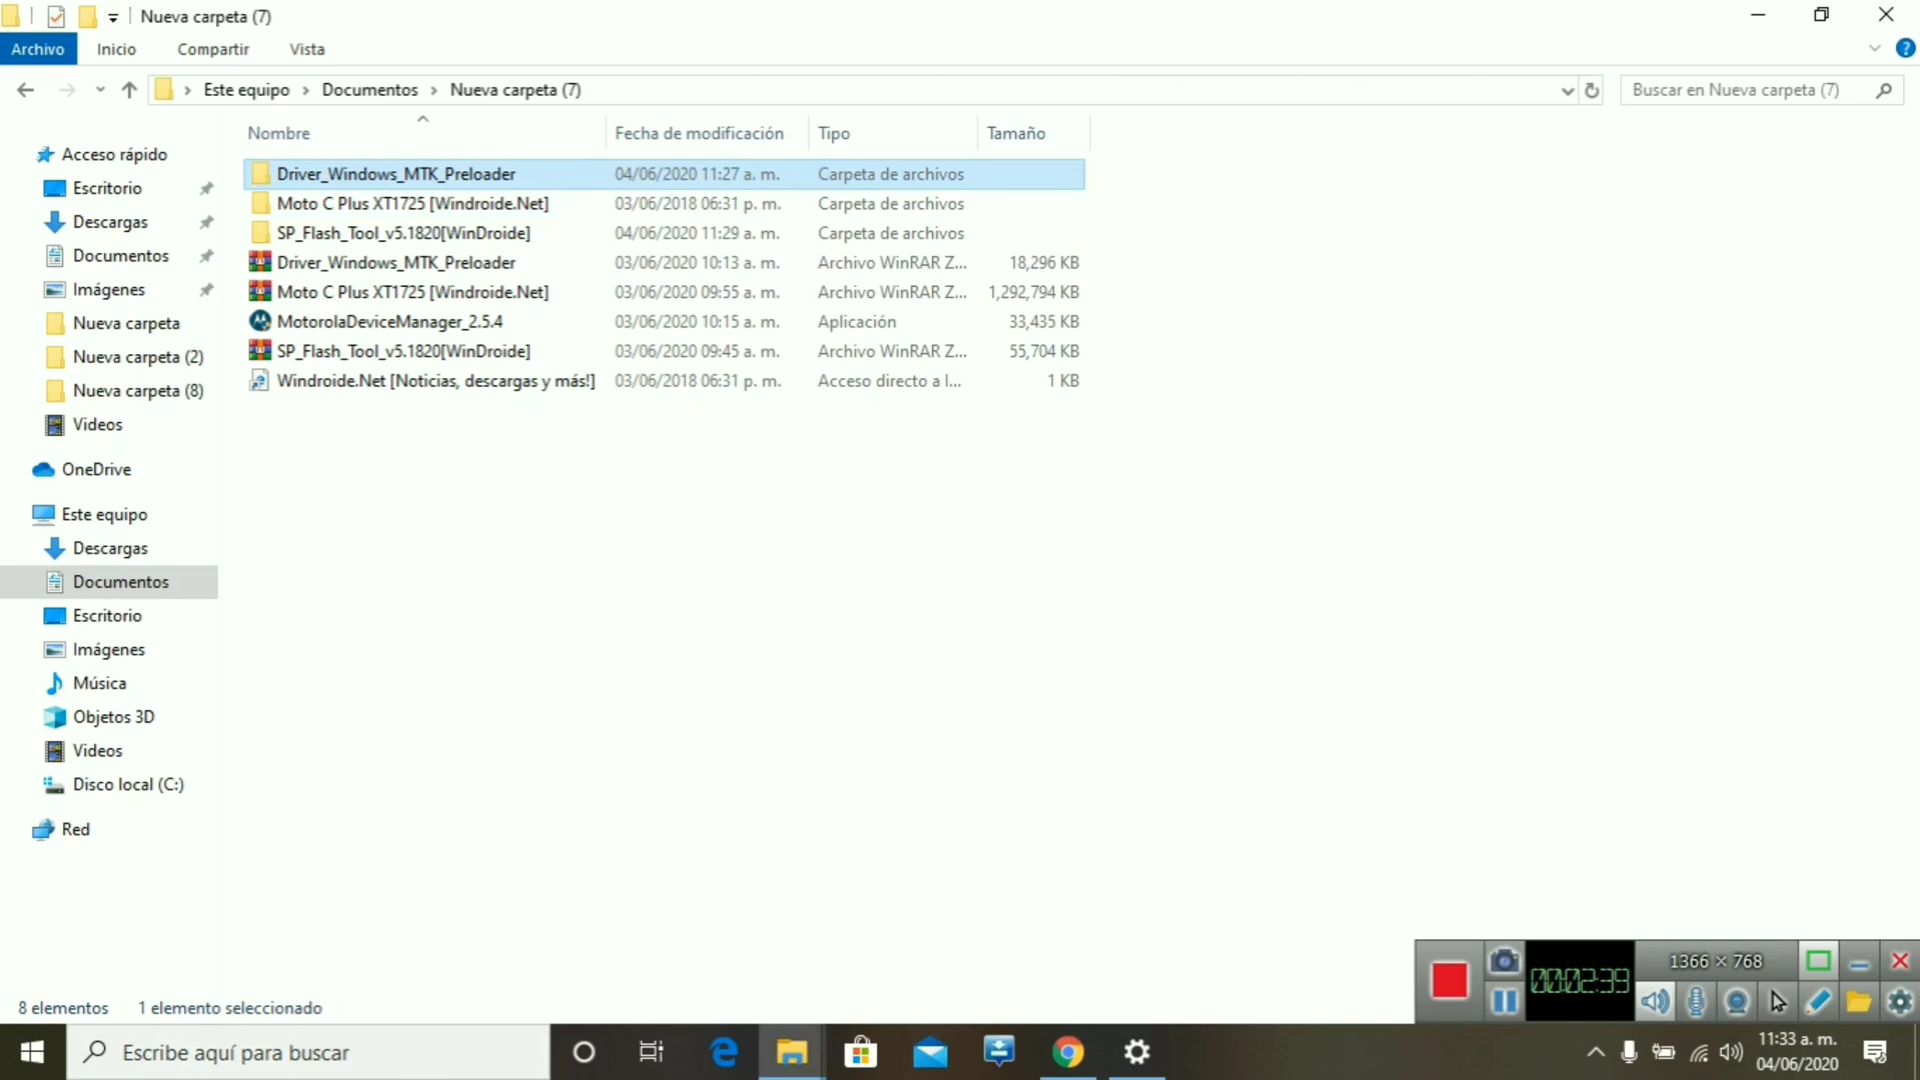 Nueva carpeta (7)
Archivo Inicio Compartir Vista
Este equipo Documentos Nueva carpeta (7) Buscar en Nueva carpeta (7)
Nombre Fecha de modificación Tipo Tamaño
Acceso rápido
Escritorio
Descargas
Documentos
Imágenes
Nueva carpeta
Nueva carpeta (2)
Nueva carpeta (8)
Videos
OneDrive
Este equipo
Descargas
Documentos
Escritorio
Imágenes
Música
Objetos 3D
Videos
Disco local (C:)
Red
Driver_Windows_MTK_Preloader 04/06/2020 11:27 a. m. Carpeta de archivos
Moto C Plus XT1725 [Windroide.Net] 03/06/2018 06:31 p. m. Carpeta de archivos
SP_Flash_Tool_v5.1820[WinDroide] 04/06/2020 11:29 a. m. Carpeta de archivos
Driver_Windows_MTK_Preloader 03/06/2020 10:13 a. m. Archivo WinRAR Z... 18,296 KB
Moto C Plus XT1725 [Windroide.Net] 03/06/2020 09:55 a. m. Archivo WinRAR Z... 1,292,794 KB
MotorolaDeviceManager_2.5.4 03/06/2020 10:15 a. m. Aplicación 33,435 KB
SP_Flash_Tool_v5.1820[WinDroide] 03/06/2020 09:45 a. m. Archivo WinRAR Z... 55,704 KB
Windroide.Net [Noticias, descargas y más!] 03/06/2018 06:31 p. m. Acceso directo a l... 1 KB
8 elementos 1 elemento seleccionado
00:02:39
1366 × 768
Escribe aquí para buscar
11:33 a. m.
04/06/2020